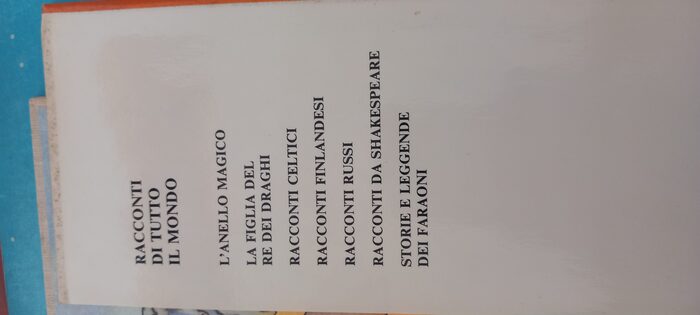 RACCONTI
DI TUTTO
IL MONDO
L'ANELLO MAGICO
LA FIGLIA DEL
RE DEI DRAGHI
RACCONTI CELTICI
RACCONTI FINLANDESI
RACCONTI RUSSI
RACCONTI DA SHAKESPEARE
STORIE E LEGGENDE
DEI FARAONI